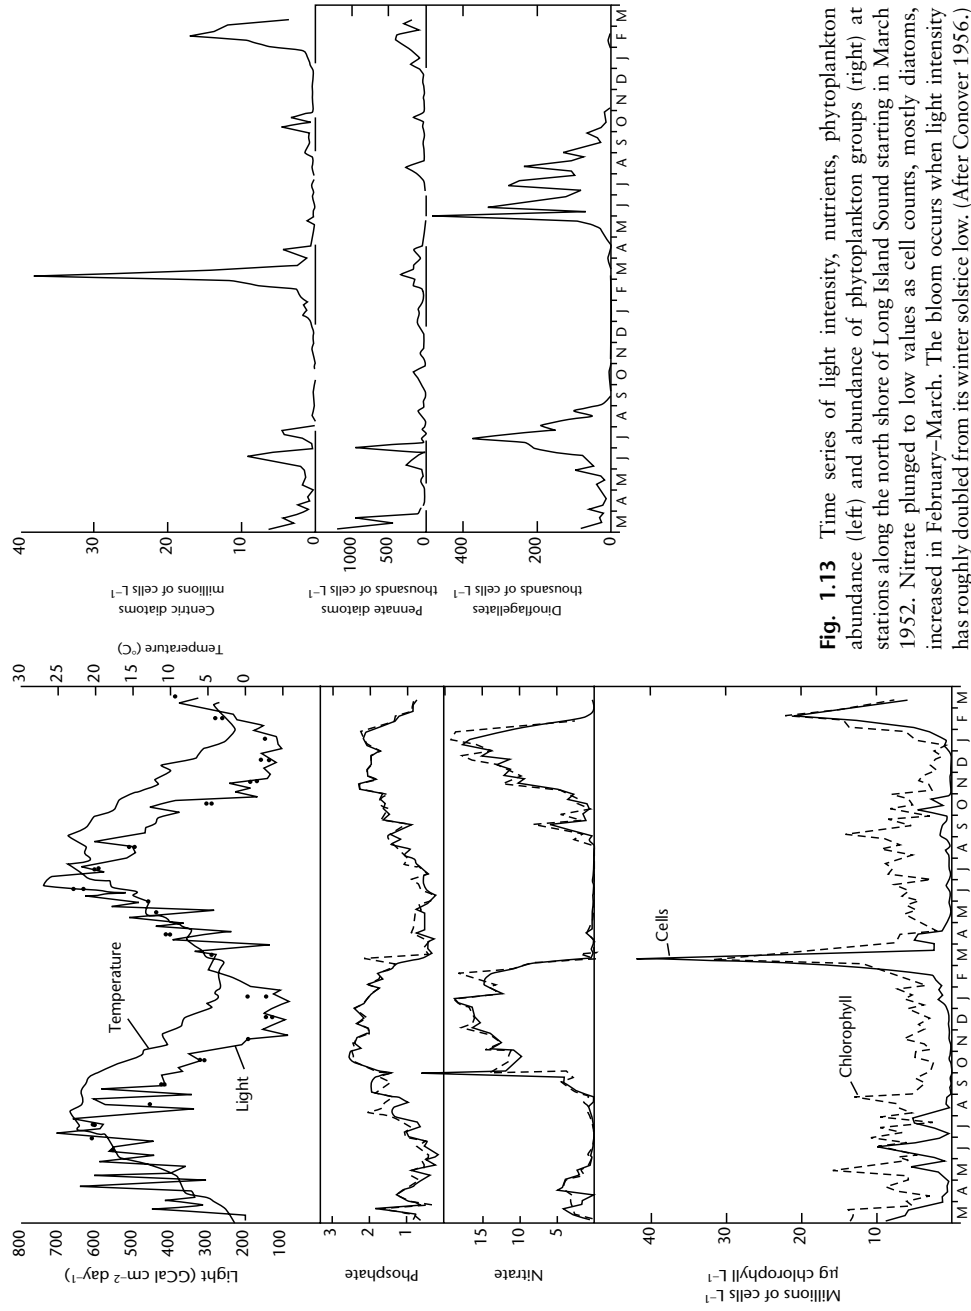 800
700
600
500
400
300
200
100
Light (GCal cm⁻² day⁻¹)
30
25
20
15
10
5
0
Temperature (°C)
Temperature
Light
3
2
1
Phosphate
15
10
5
Nitrate
40
30
20
10
Millions of cells L⁻¹
µg chlorophyll L⁻¹
Cells
Chlorophyll
M A M J J A S O N D J F M A M J J A S O N D J F M
40
30
20
10
0
Centric diatoms
millions of cells L⁻¹
1000
500
0
Pennate diatoms
thousands of cells L⁻¹
400
200
0
Dinoflagellates
thousands of cells L⁻¹
M A M J J A S O N D J F M A M J J A S O N D J F M
Fig. 1.13 Time series of light intensity, nutrients, phytoplankton
abundance (left) and abundance of phytoplankton groups (right) at
stations along the north shore of Long Island Sound starting in March
1952. Nitrate plunged to low values as cell counts, mostly diatoms,
increased in February–March. The bloom occurs when light intensity
has roughly doubled from its winter solstice low. (After Conover 1956.)